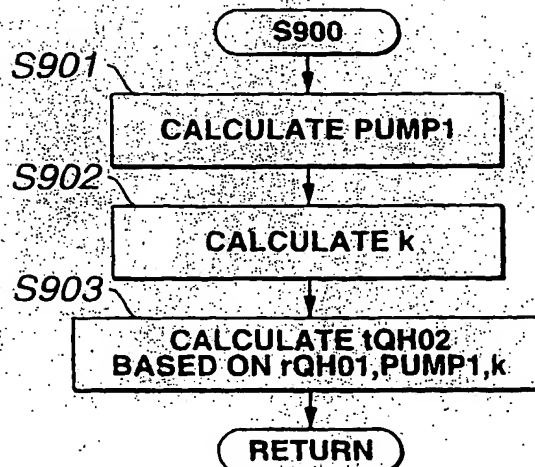 S900
S901
CALCULATE PUMP1
S902
CALCULATE k
S903
CALCULATE tQH02
BASED ON rQH01,PUMP1,k
RETURN